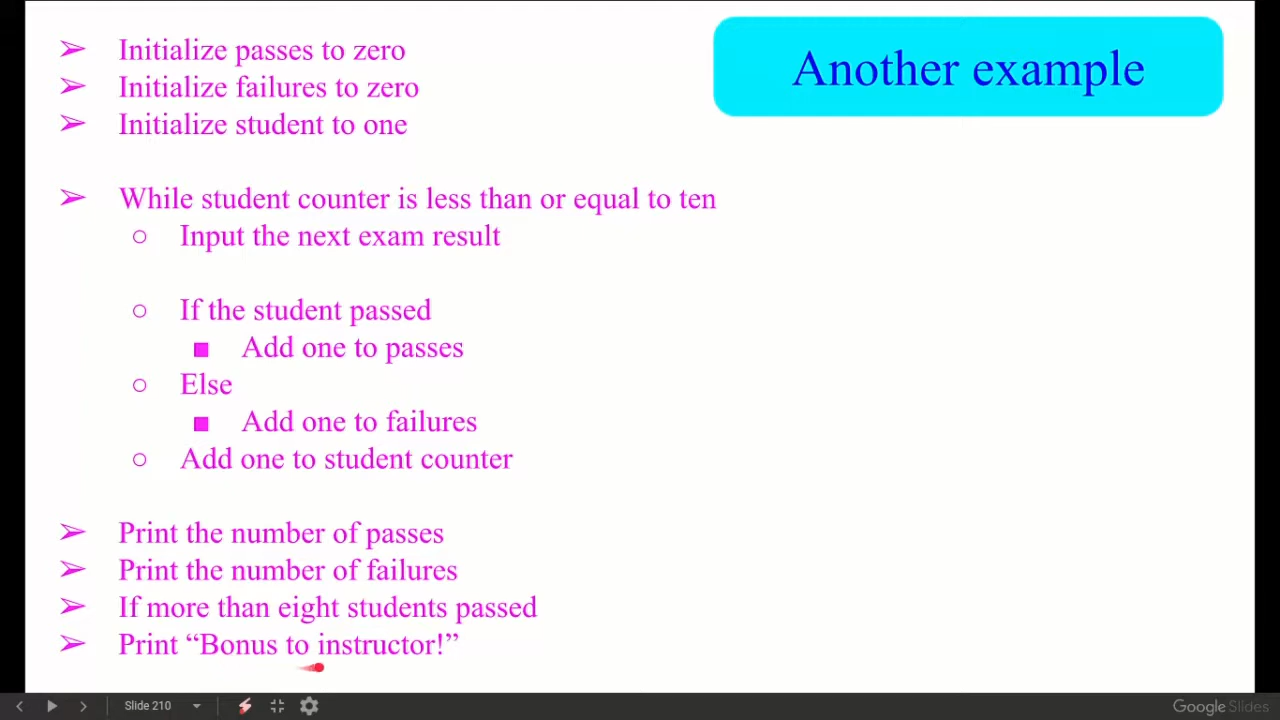 Another example
➢ Initialize passes to zero
➢ Initialize failures to zero
➢ Initialize student to one
➢ While student counter is less than or equal to ten
○ Input the next exam result
○ If the student passed
■ Add one to passes
○ Else
■ Add one to failures
○ Add one to student counter
➢ Print the number of passes
➢ Print the number of failures
➢ If more than eight students passed
➢ Print “Bonus to instructor!”
Slide 210
Google Slides